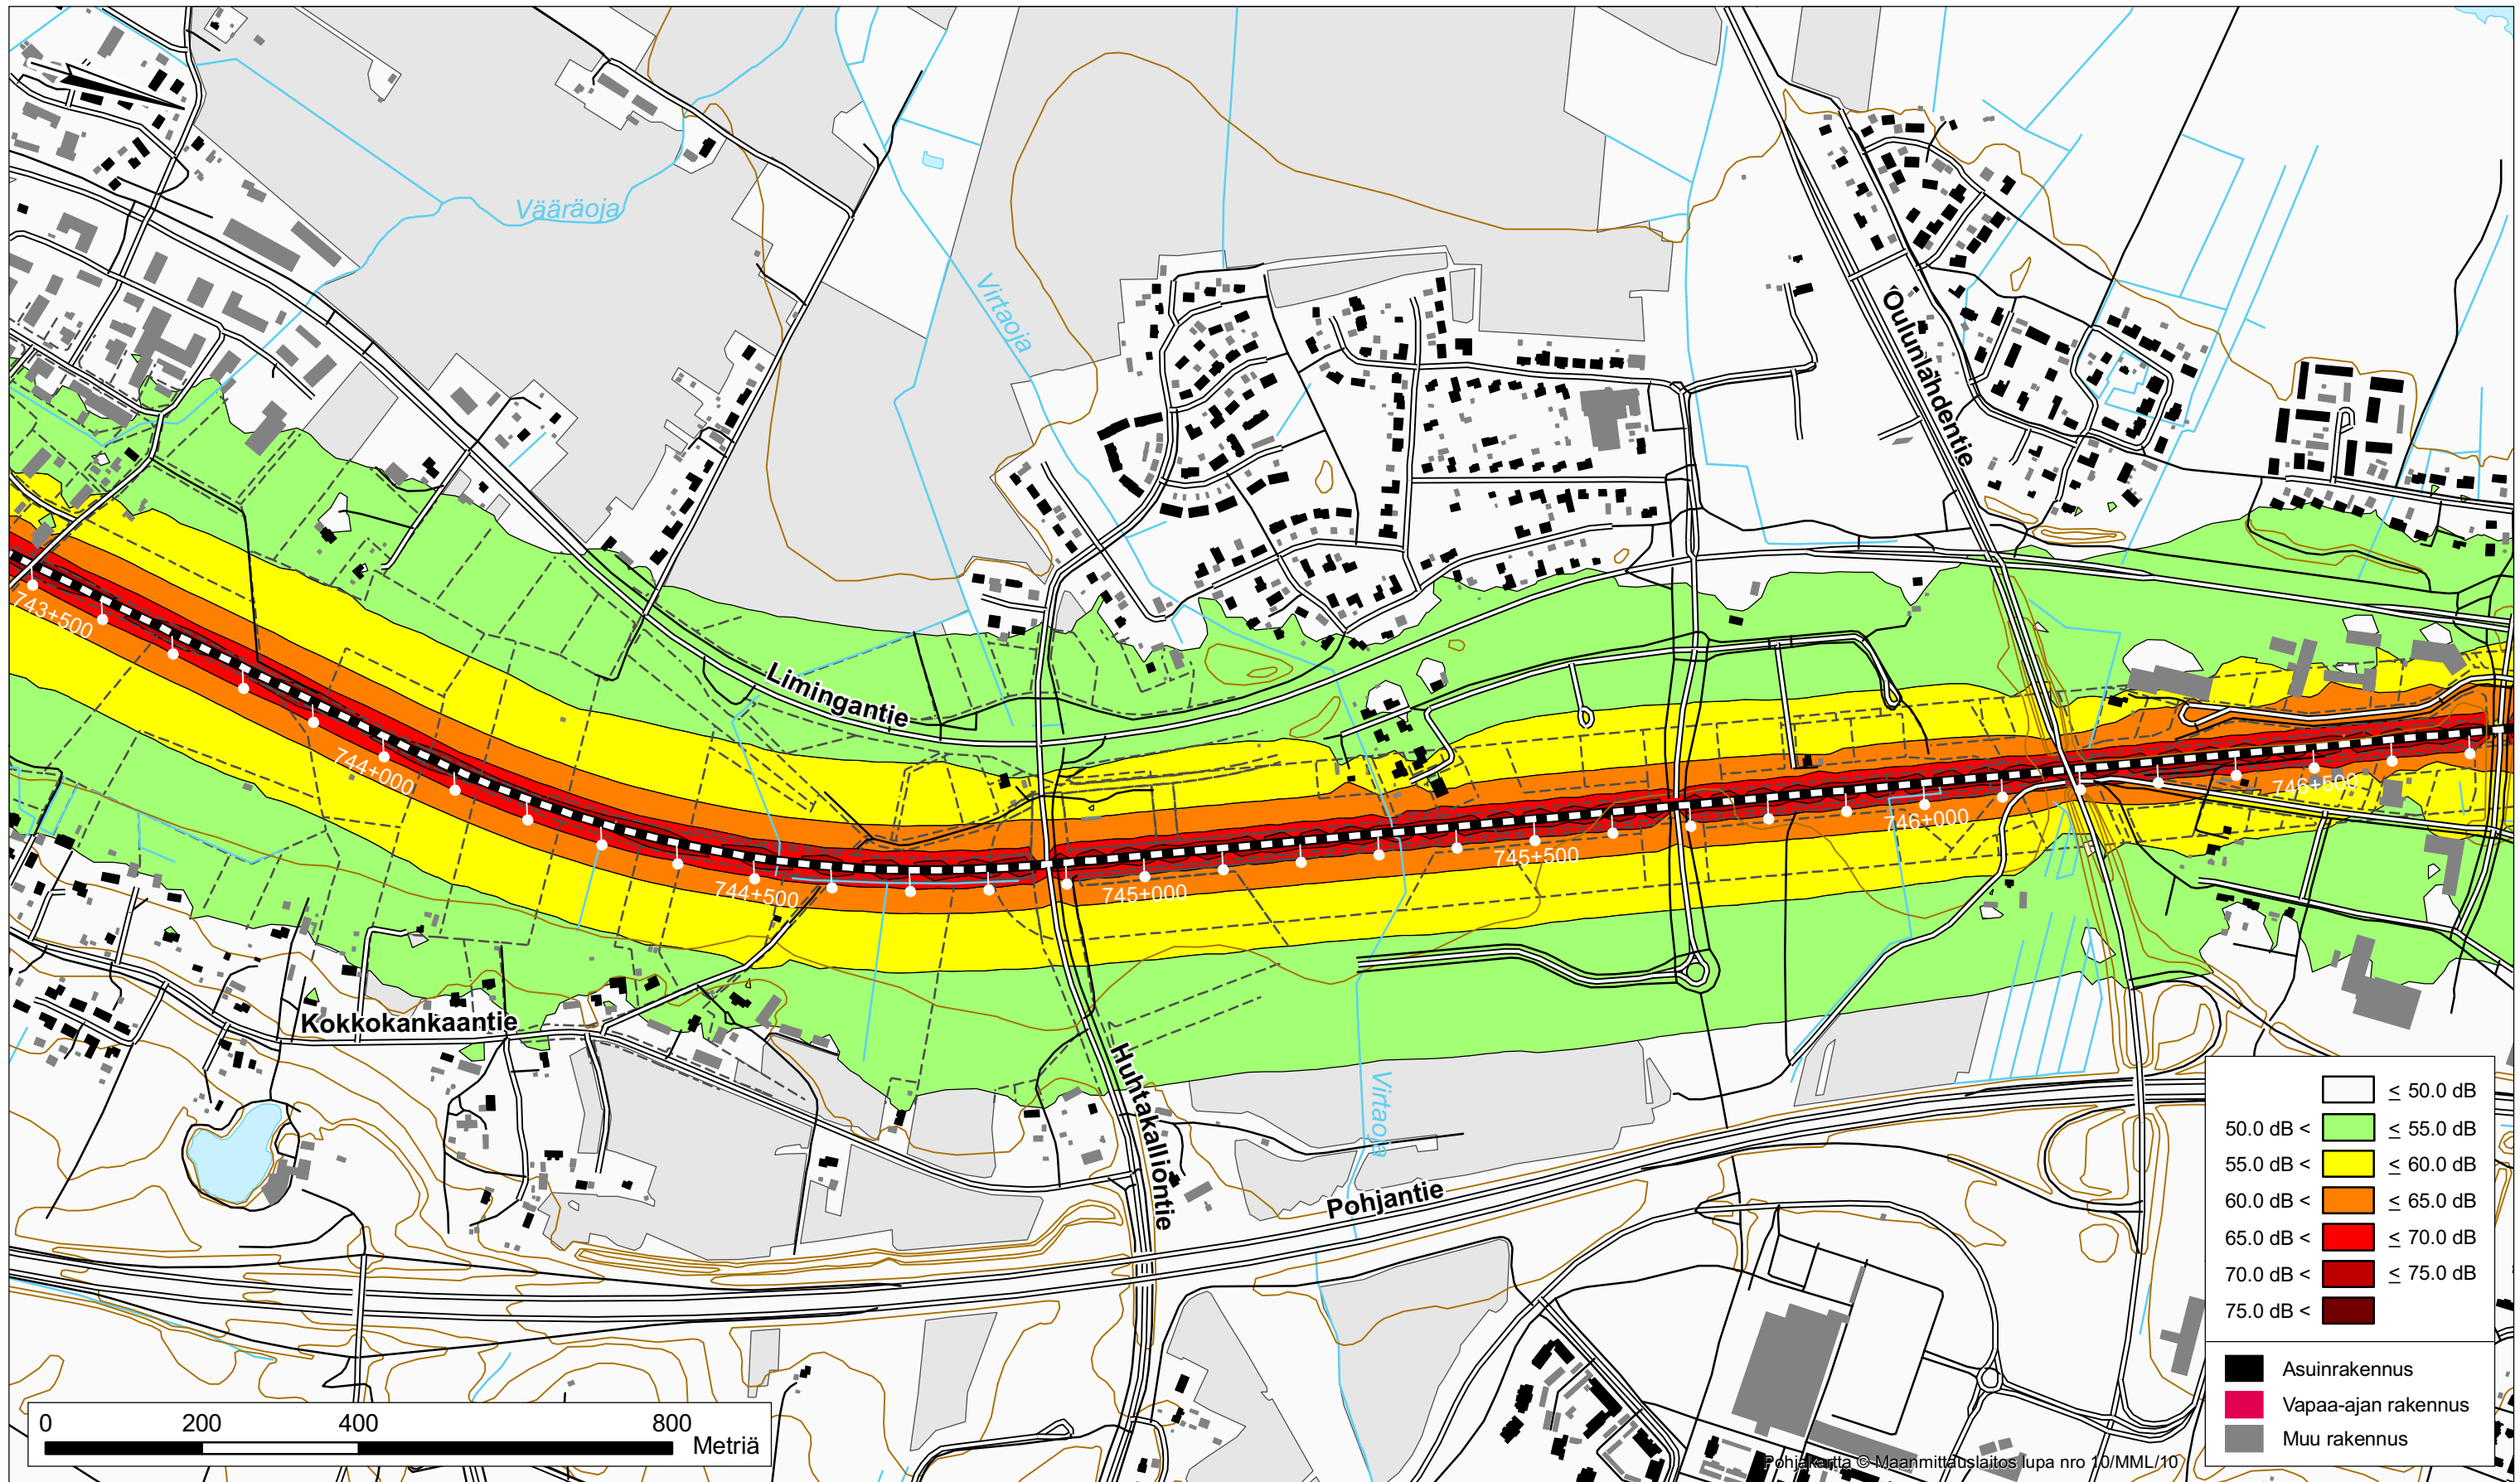 Vääräoja
Virtaoja
Oulunlahdentie
743+500
Limingantie
744+000
746+500
746+000
745+500
744+500
745+000
Kokkokankaantie
Huhtakalliontie
Virtaoja
Pohjantie
≤ 50.0 dB
50.0 dB < ≤ 55.0 dB
55.0 dB < ≤ 60.0 dB
60.0 dB < ≤ 65.0 dB
65.0 dB < ≤ 70.0 dB
70.0 dB < ≤ 75.0 dB
75.0 dB <
Asuinrakennus
Vapaa-ajan rakennus
Muu rakennus
0 200 400 800
Metriä
Pohjakartta © Maanmittauslaitos lupa nro 10/MML/10